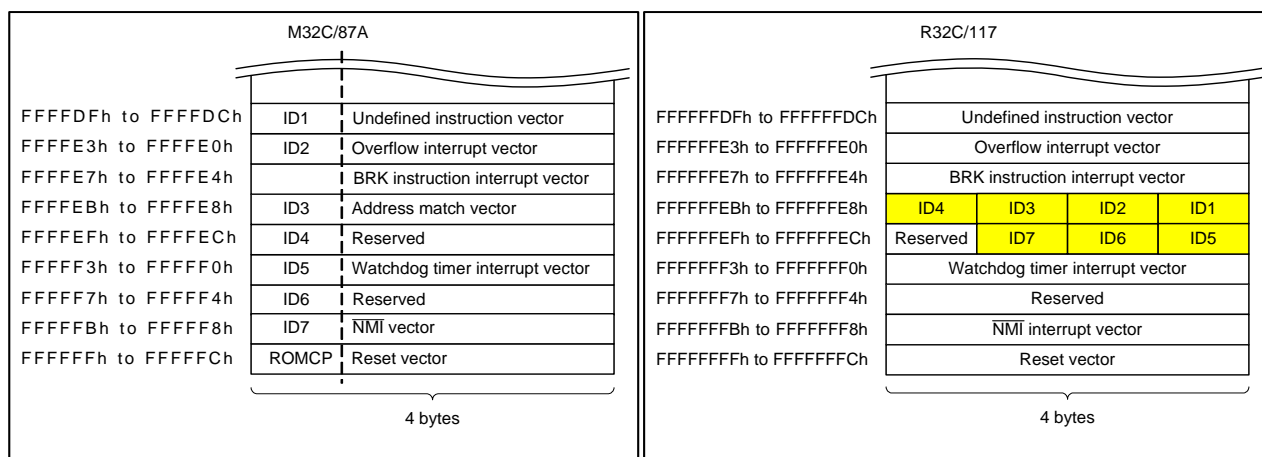 M32C/87A
FFFFDFh to FFFFDCh ID1 Undefined instruction vector
FFFFE3h to FFFFE0h ID2 Overflow interrupt vector
FFFFE7h to FFFFE4h BRK instruction interrupt vector
FFFFEBh to FFFFE8h ID3 Address match vector
FFFFEFh to FFFFECh ID4 Reserved
FFFFF3h to FFFFF0h ID5 Watchdog timer interrupt vector
FFFFF7h to FFFFF4h ID6 Reserved
FFFFFBh to FFFFF8h ID7 NMI vector
FFFFFFh to FFFFFCh ROMCP Reset vector
4 bytes
R32C/117
FFFFFFDFh to FFFFFFDCh Undefined instruction vector
FFFFFFE3h to FFFFFFE0h Overflow interrupt vector
FFFFFFE7h to FFFFFFE4h BRK instruction interrupt vector
FFFFFFEBh to FFFFFFE8h ID4 ID3 ID2 ID1
FFFFFFEFh to FFFFFFECh Reserved ID7 ID6 ID5
FFFFFFF3h to FFFFFFF0h Watchdog timer interrupt vector
FFFFFFF7h to FFFFFFF4h Reserved
FFFFFFFBh to FFFFFFF8h NMI interrupt vector
FFFFFFFFh to FFFFFFFCh Reset vector
4 bytes